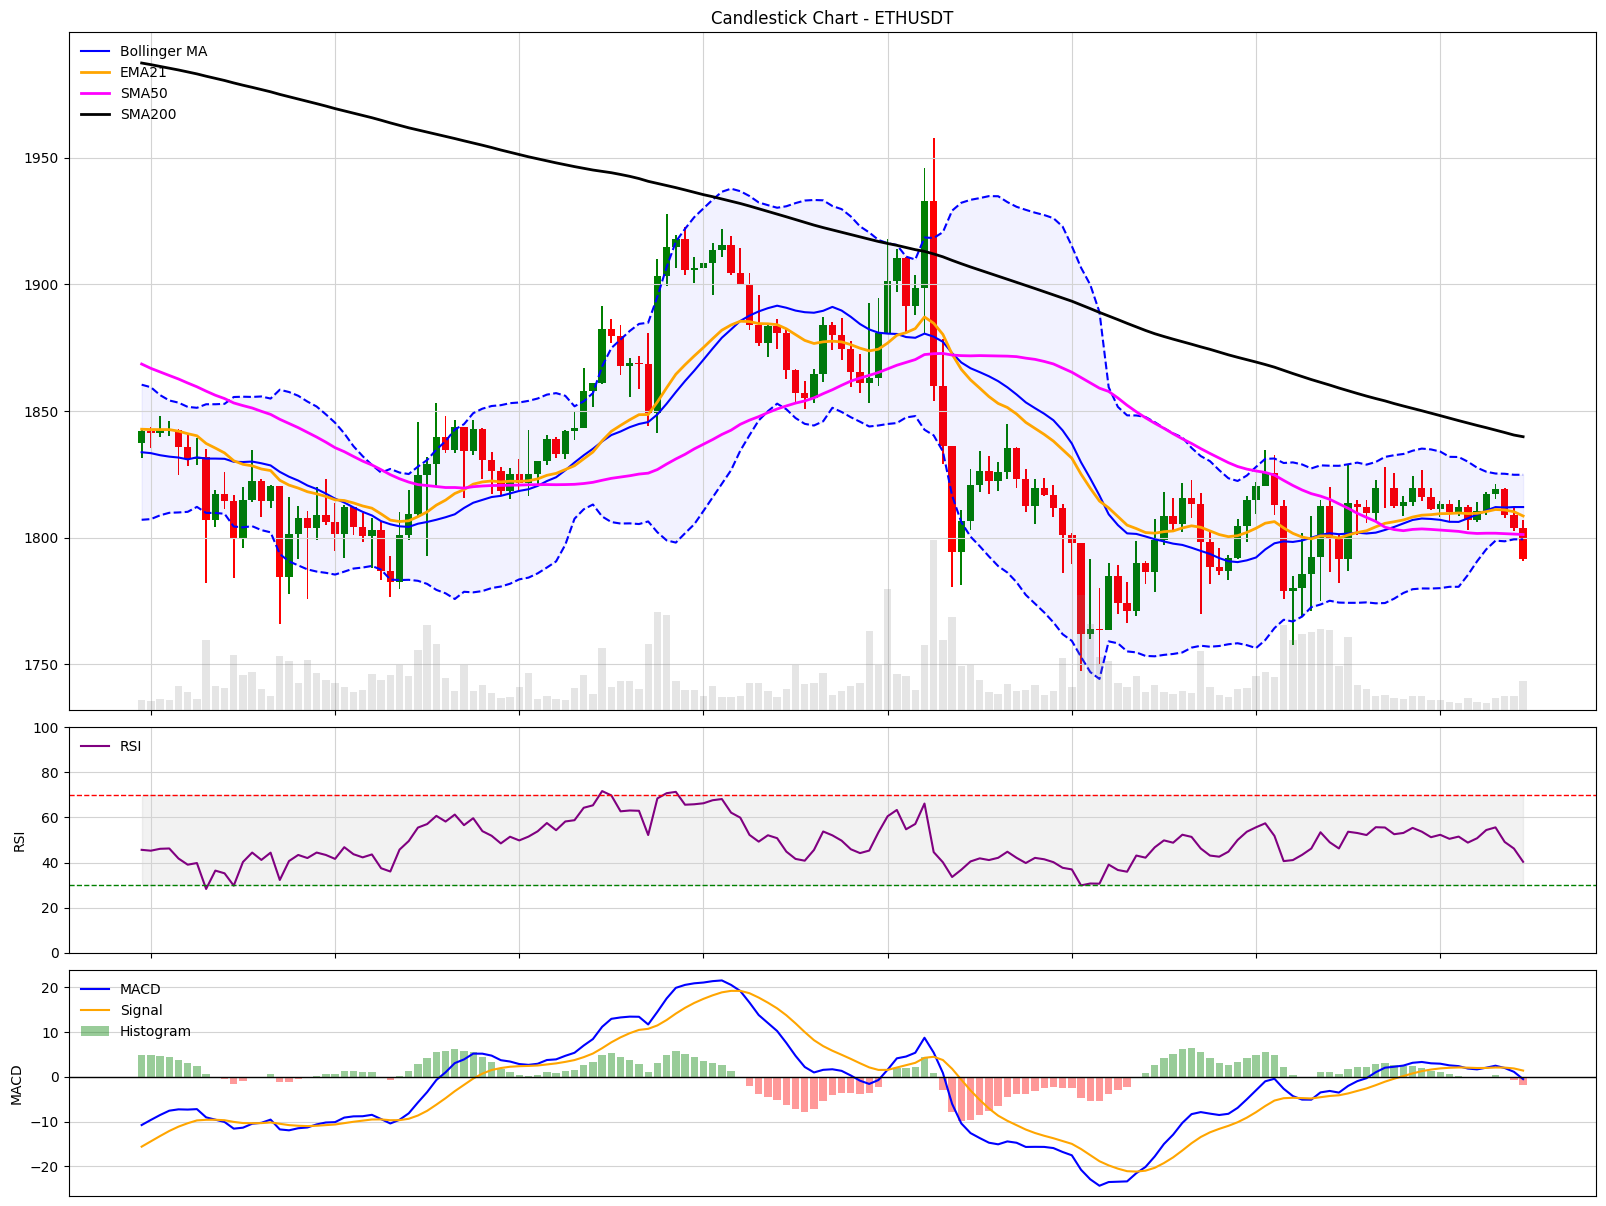 Candlestick Chart - ETHUSDT
Bollinger MA
EMA21
SMA50
SMA200
1950
1900
1850
1800
1750
100
80
60
40
20
0
RSI
RSI
20
10
0
−10
−20
MACD
MACD
Signal
Histogram